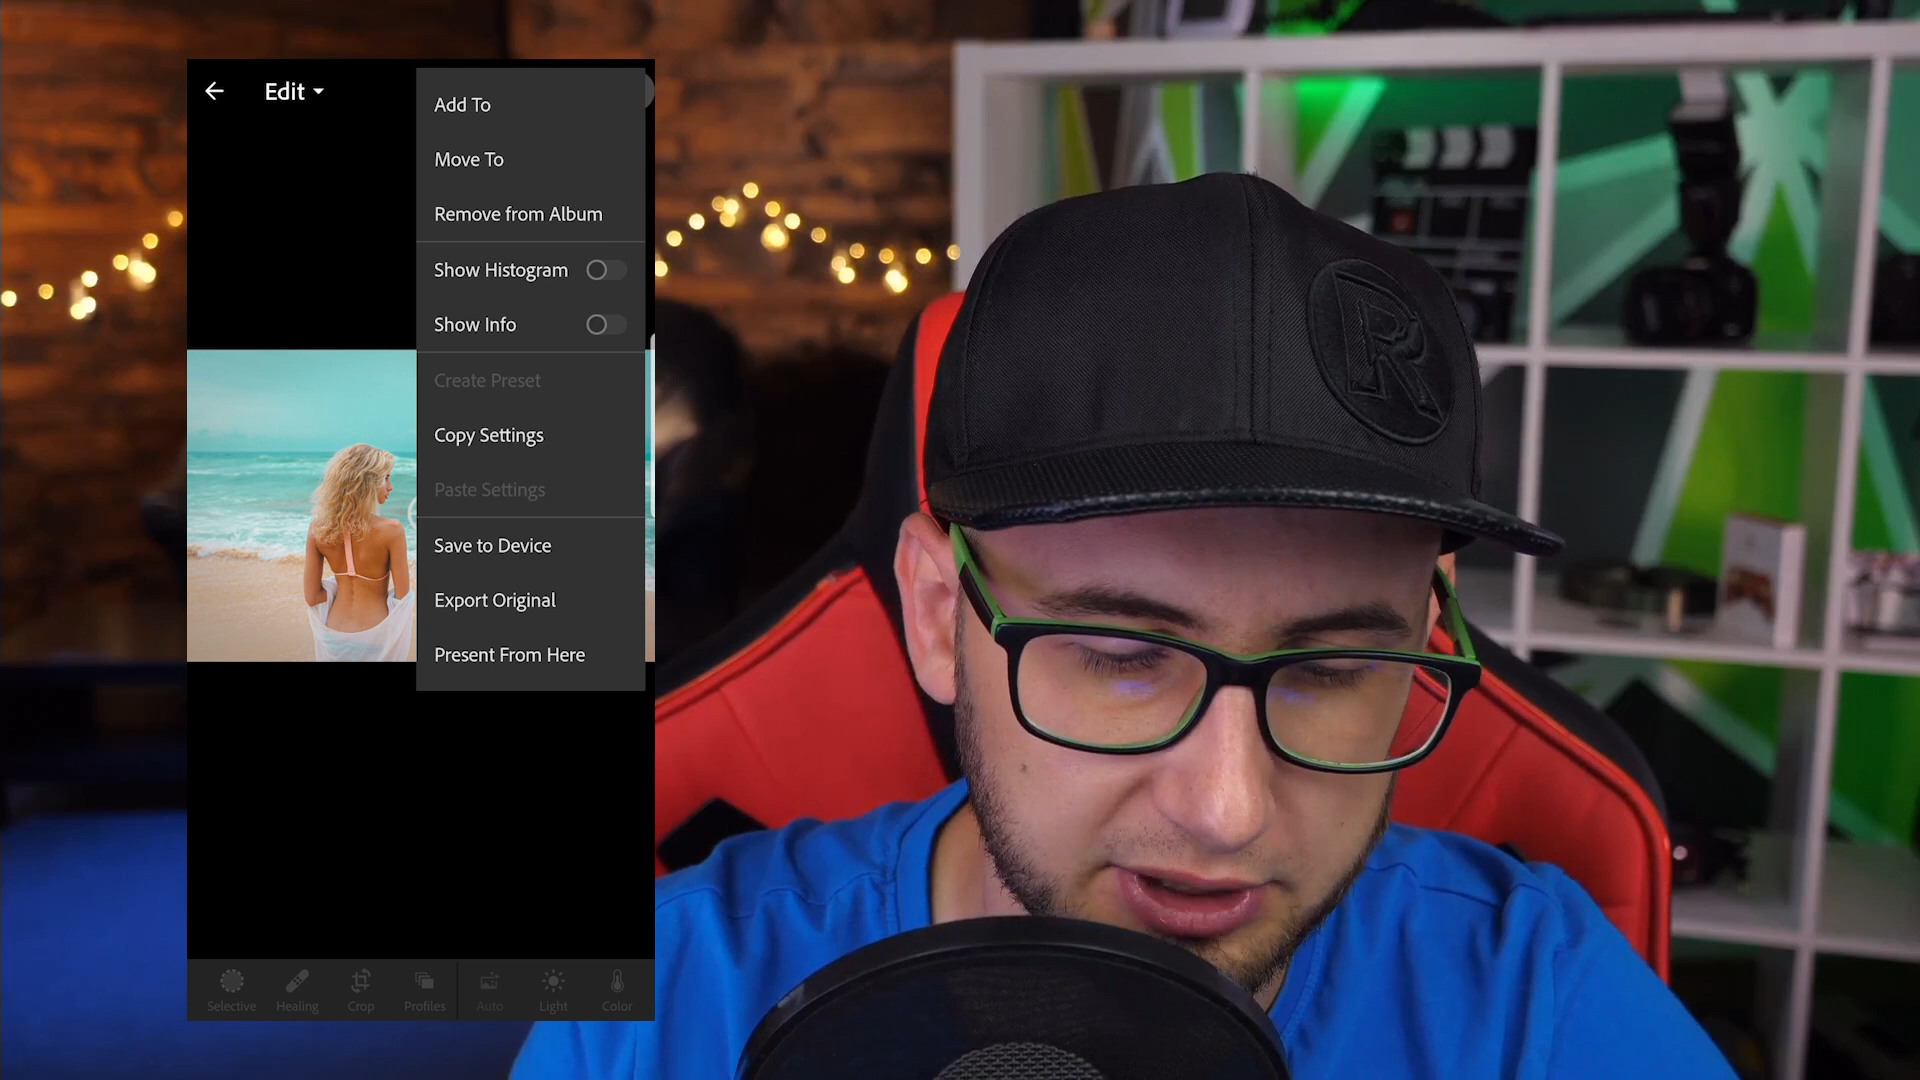 Edit
Add To
Move To
Remove from Album
Show Histogram
Show Info
Create Preset
Copy Settings
Paste Settings
Save to Device
Export Original
Present From Here
Selective
Healing
Crop
Profiles
Auto
Light
Color
R